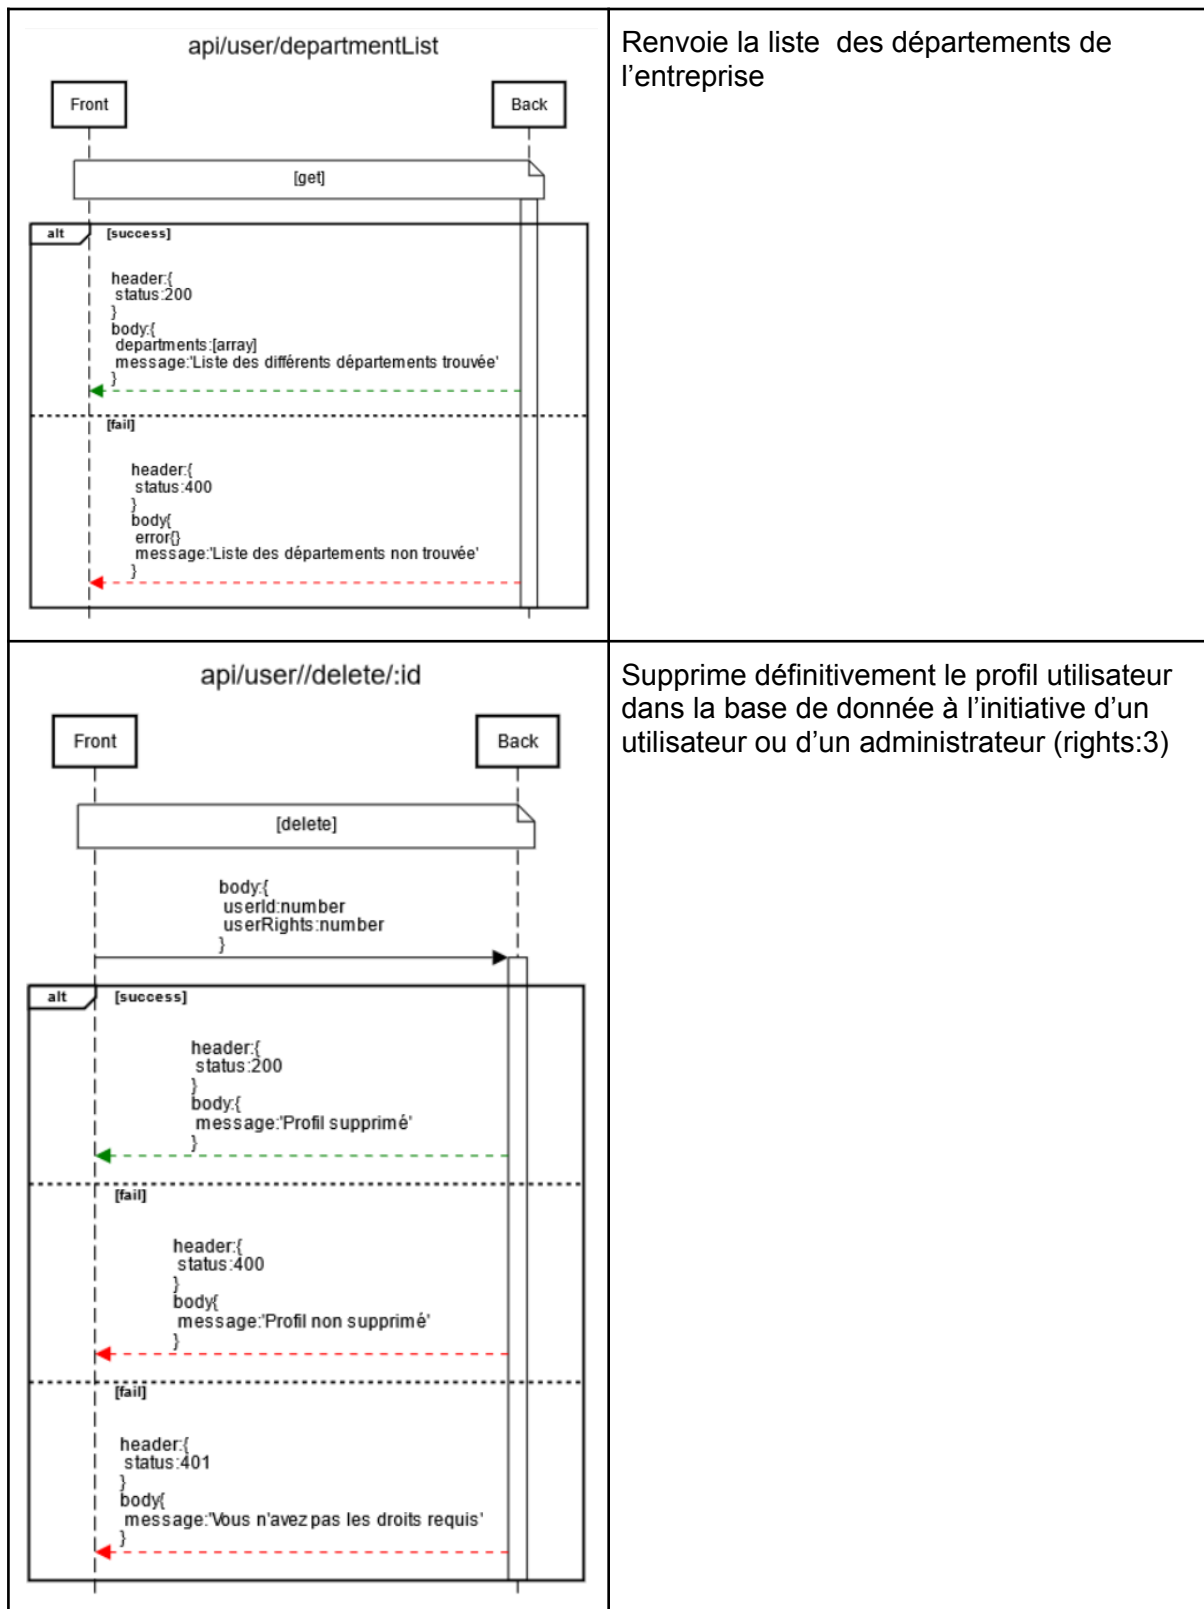 api/user/departmentList
Front
Back
[get]
alt
[success]
header:{
status:200
}
body:{
departments:[array]
message:'Liste des différents départements trouvée'
}
[fail]
header:{
status:400
}
body{
error{}
message:'Liste des départements non trouvée'
}
Renvoie la liste  des départements de
l’entreprise
api/user//delete/:id
Front
Back
[delete]
body:{
userId:number
userRights:number
}
alt
[success]
header:{
status:200
}
body:{
message:'Profil supprimé'
}
[fail]
header:{
status:400
}
body{
message:'Profil non supprimé'
}
[fail]
header:{
status:401
}
body{
message:'Vous n'avez pas les droits requis'
}
Supprime définitivement le profil utilisateur
dans la base de donnée à l’initiative d’un
utilisateur ou d’un administrateur (rights:3)